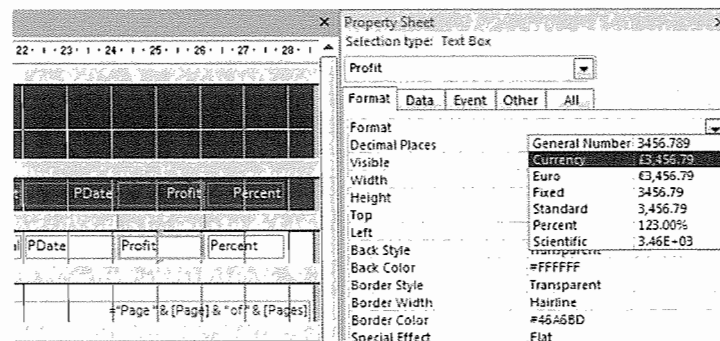 22 · 1 · 23 · 1 · 24 · 1 · 25 · 1 · 26 · 1 · 27 · 1 · 28 · 1
PDate Profit Percent
PDate Profit Percent
="Page " & [Page] & " of " & [Pages]
Property Sheet
Selection type: Text Box
Profit
Format Data Event Other All
Format
Decimal Places General Number 3456.789
Visible Currency £3,456.79
Width Euro €3,456.79
Height Fixed 3456.79
Top Standard 3,456.79
Left Percent 123.00%
Scientific 3.46E+03
Back Style Transparent
Back Color #FFFFFF
Border Style Transparent
Border Width Hairline
Border Color #46A6BD
Special Effect Flat